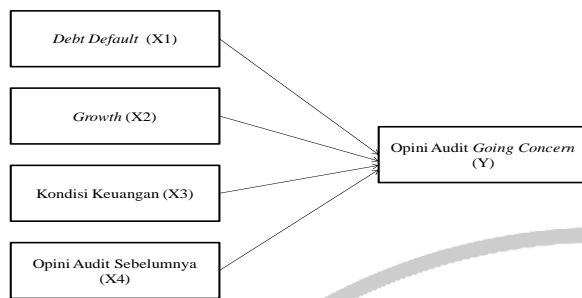 Debt Default (X1)
Growth (X2)
Kondisi Keuangan (X3)
Opini Audit Sebelumnya
(X4)
Opini Audit Going Concern
(Y)